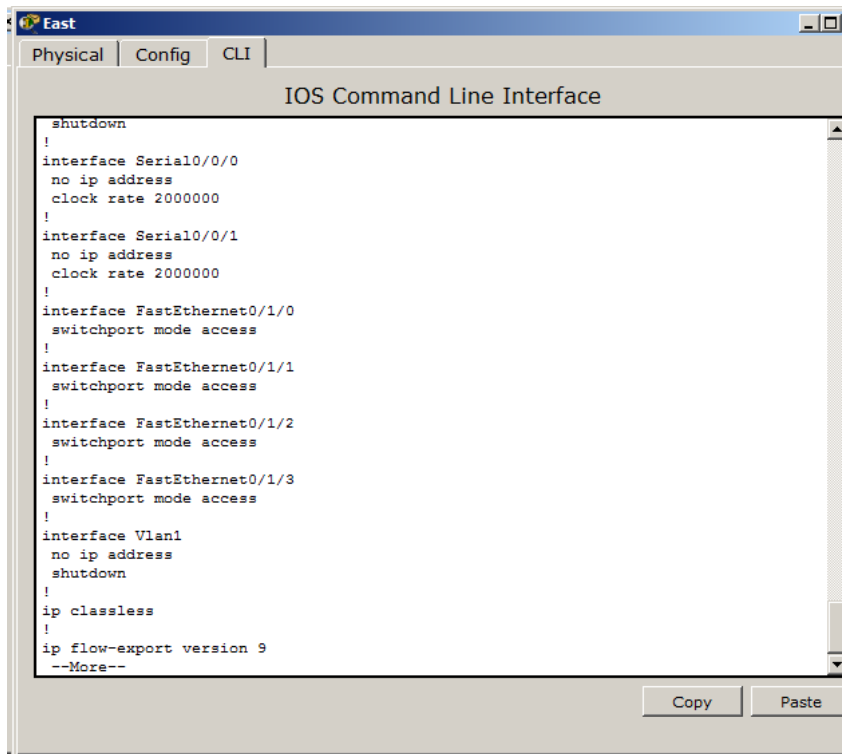 East
Physical Config CLI
IOS Command Line Interface
shutdown
!
interface Serial0/0/0
no ip address
clock rate 2000000
!
interface Serial0/0/1
no ip address
clock rate 2000000
!
interface FastEthernet0/1/0
switchport mode access
!
interface FastEthernet0/1/1
switchport mode access
!
interface FastEthernet0/1/2
switchport mode access
!
interface FastEthernet0/1/3
switchport mode access
!
interface Vlan1
no ip address
shutdown
!
ip classless
!
ip flow-export version 9
--More--
Copy Paste